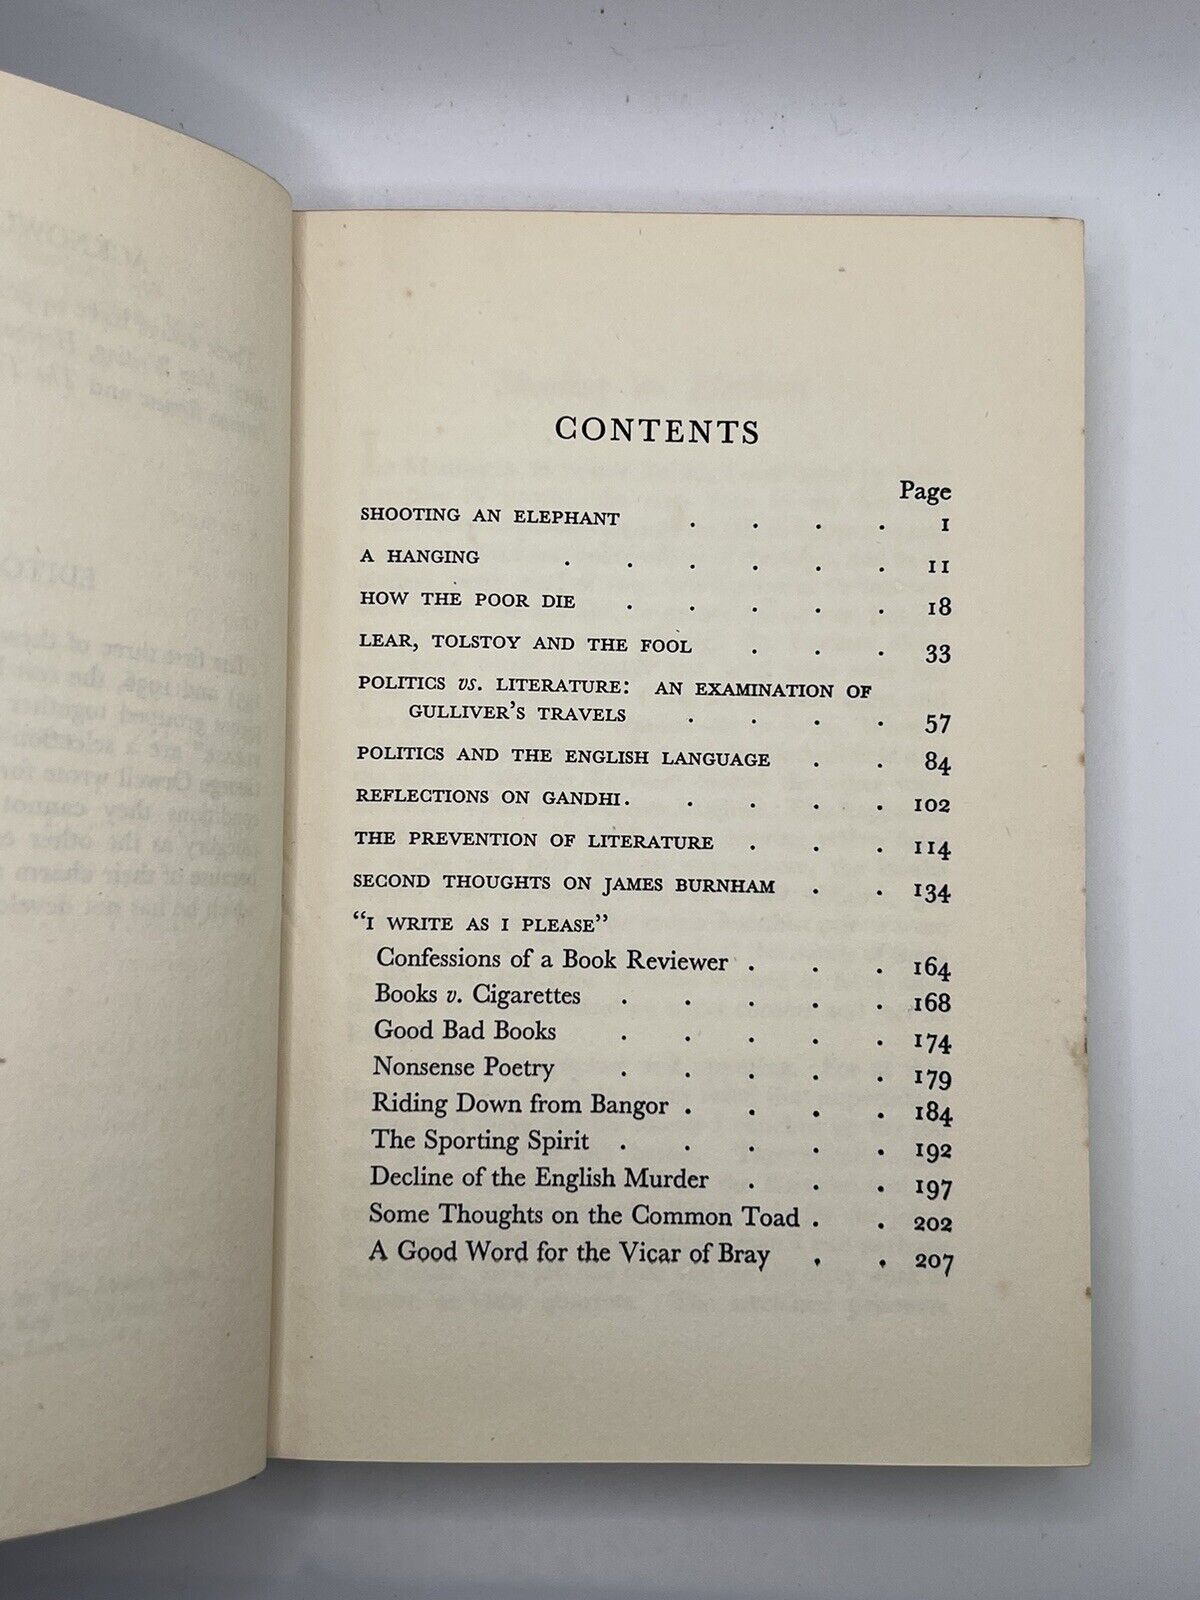 CONTENTS
Page
SHOOTING AN ELEPHANT . . . . 1
A HANGING . . . . . . 11
HOW THE POOR DIE . . . . . 18
LEAR, TOLSTOY AND THE FOOL . . . 33
POLITICS vs. LITERATURE: AN EXAMINATION OF
GULLIVER'S TRAVELS . . . . 57
POLITICS AND THE ENGLISH LANGUAGE . . 84
REFLECTIONS ON GANDHI. . . . . 102
THE PREVENTION OF LITERATURE . . . 114
SECOND THOUGHTS ON JAMES BURNHAM . . 134
"I WRITE AS I PLEASE"
Confessions of a Book Reviewer . . . 164
Books v. Cigarettes . . . . . 168
Good Bad Books . . . . . 174
Nonsense Poetry . . . . . 179
Riding Down from Bangor . . . . 184
The Sporting Spirit . . . . . 192
Decline of the English Murder . . . 197
Some Thoughts on the Common Toad . . 202
A Good Word for the Vicar of Bray . . 207